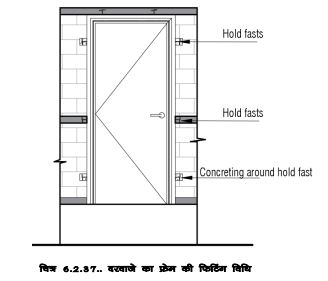 Hold fasts
Hold fasts
Concreting around hold fast
चित्र 6.2.37.. दरवाजे का फ्रेम की फिटिंग विधि